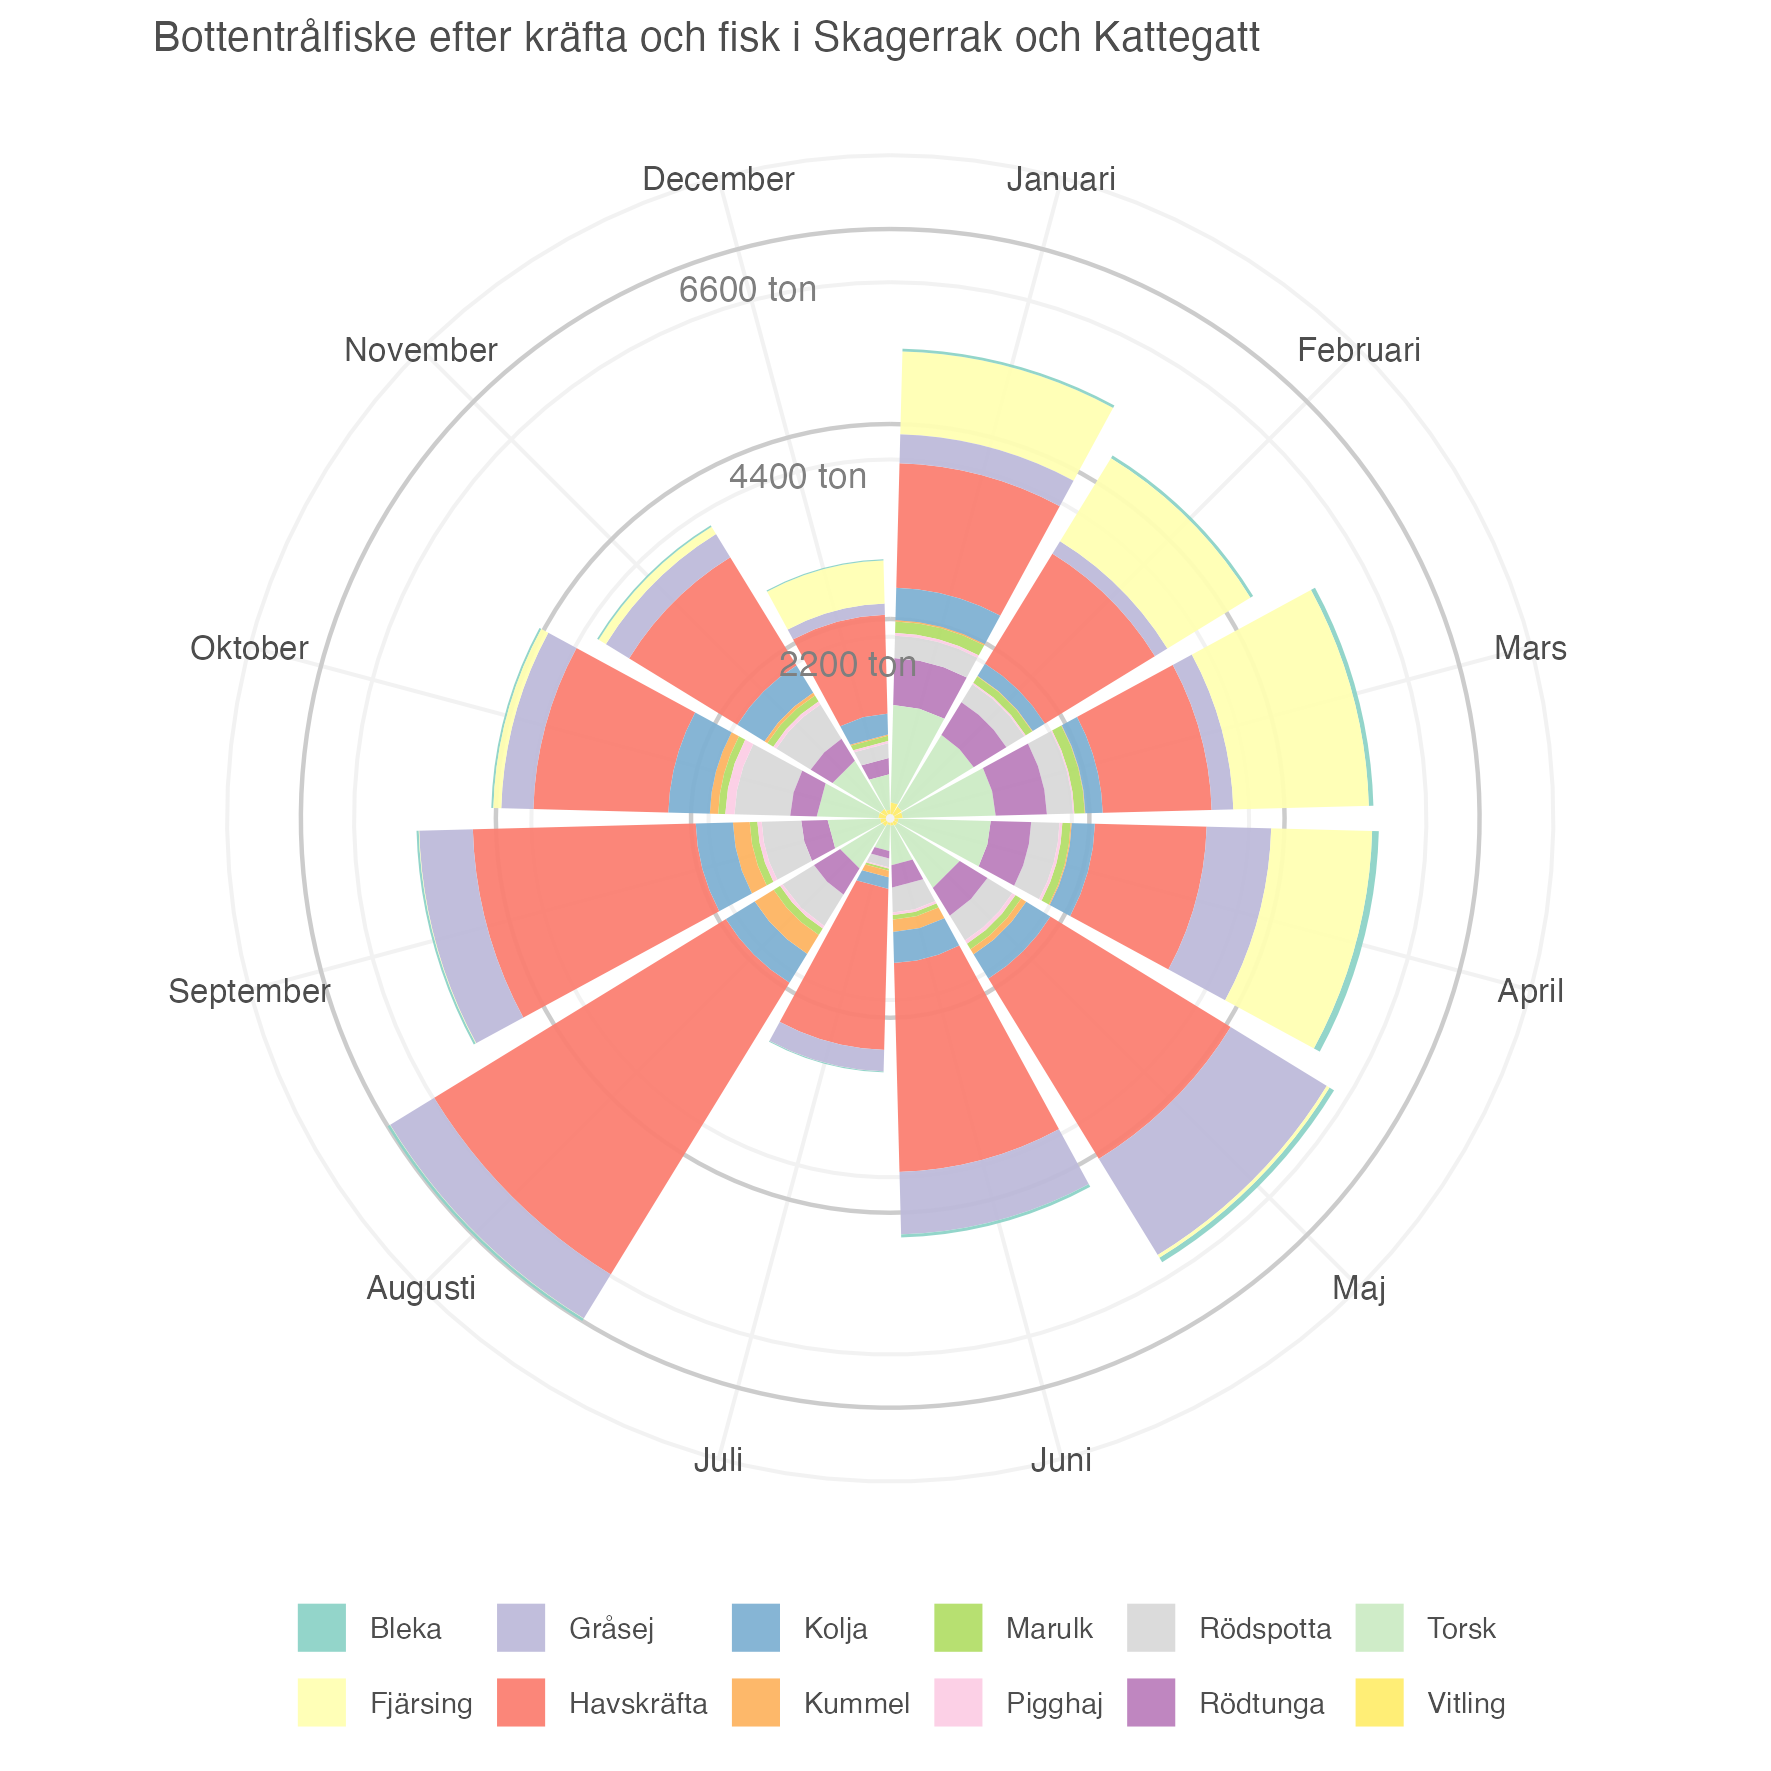 Bottentrålfiske efter kräfta och fisk i Skagerrak och Kattegatt
December
Januari
6600 ton
November
Februari
4400 ton
Oktober
Mars
2200 ton
September
April
Augusti
Maj
Juli
Juni
Bleka
Gråsej
Kolja
Marulk
Rödspotta
Torsk
Fjärsing
Havskräfta
Kummel
Pigghaj
Rödtunga
Vitling